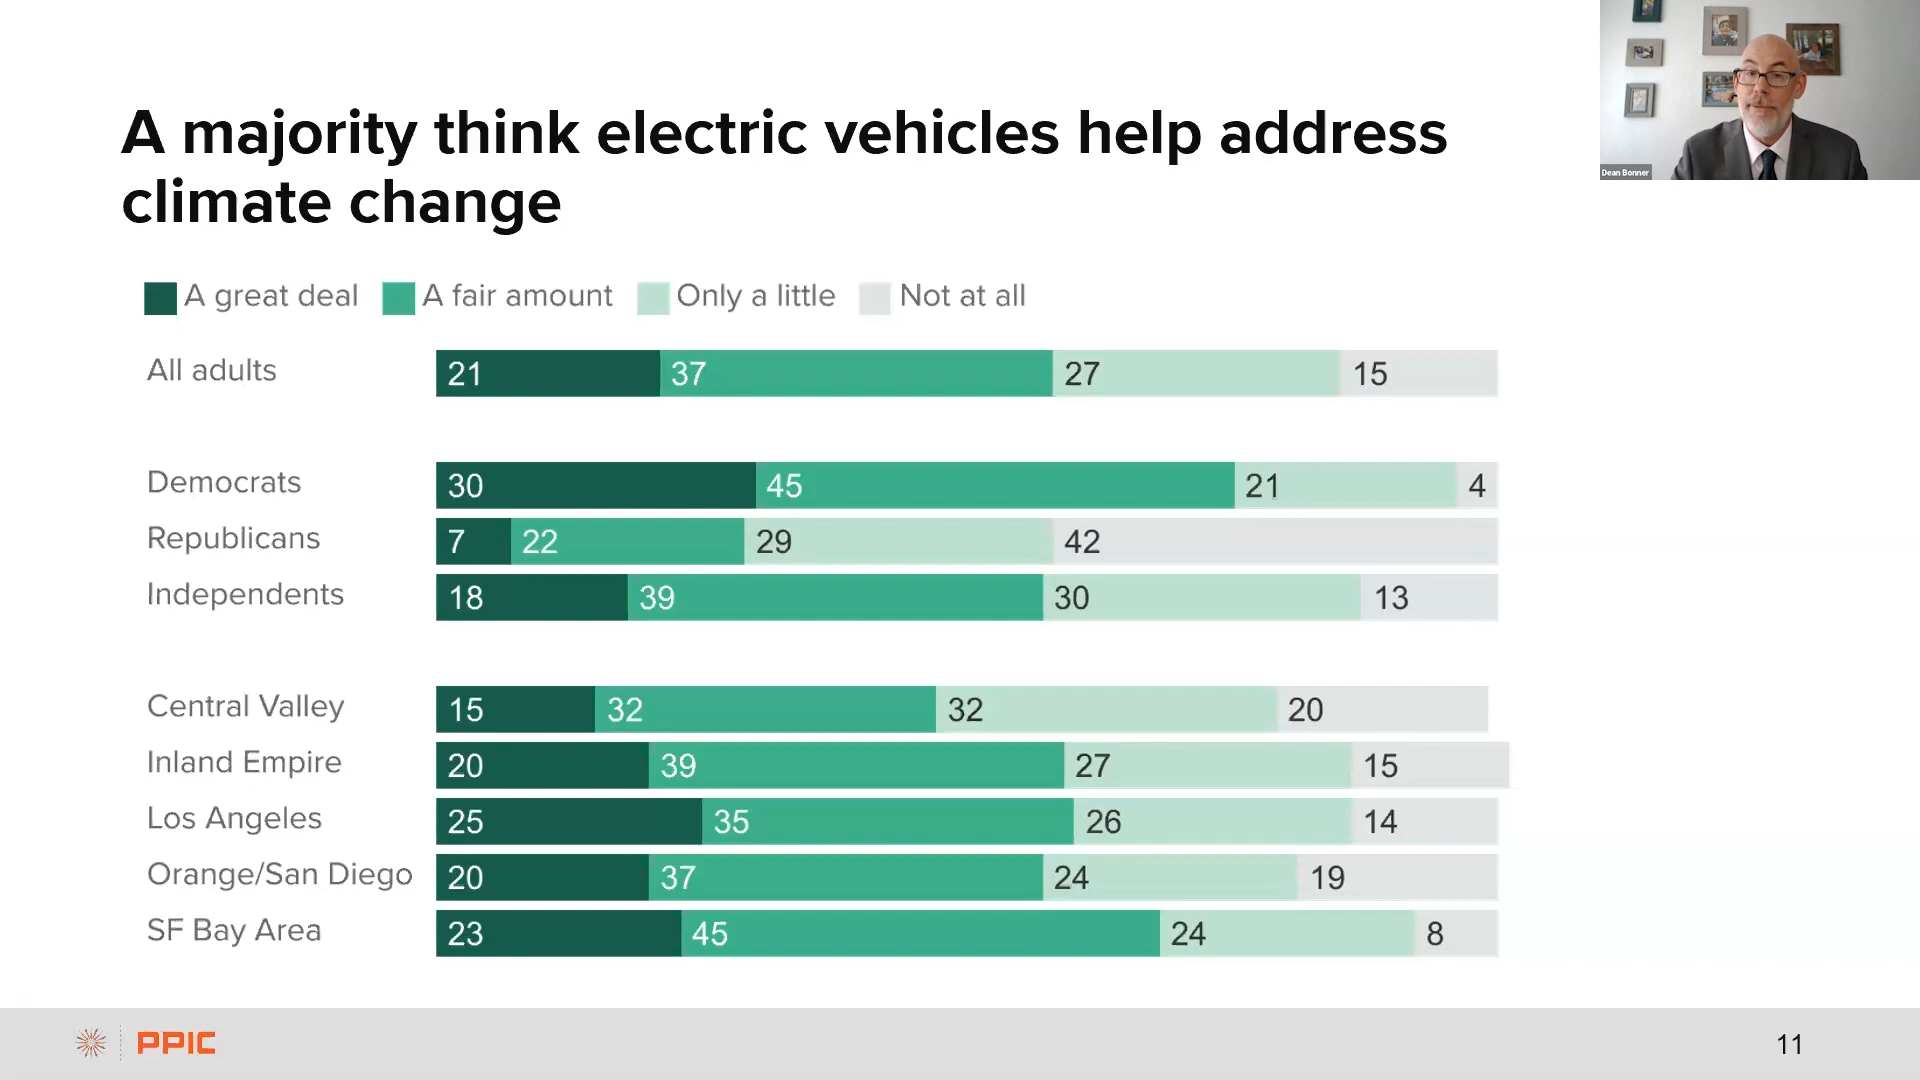 Dean Bonner
A majority think electric vehicles help address
climate change
A great deal A fair amount Only a little Not at all
All adults 21 37 27 15
Democrats 30 45 21 4
Republicans 7 22 29 42
Independents 18 39 30 13
Central Valley 15 32 32 20
Inland Empire 20 39 27 15
Los Angeles 25 35 26 14
Orange/San Diego 20 37 24 19
SF Bay Area 23 45 24 8
PPIC 11